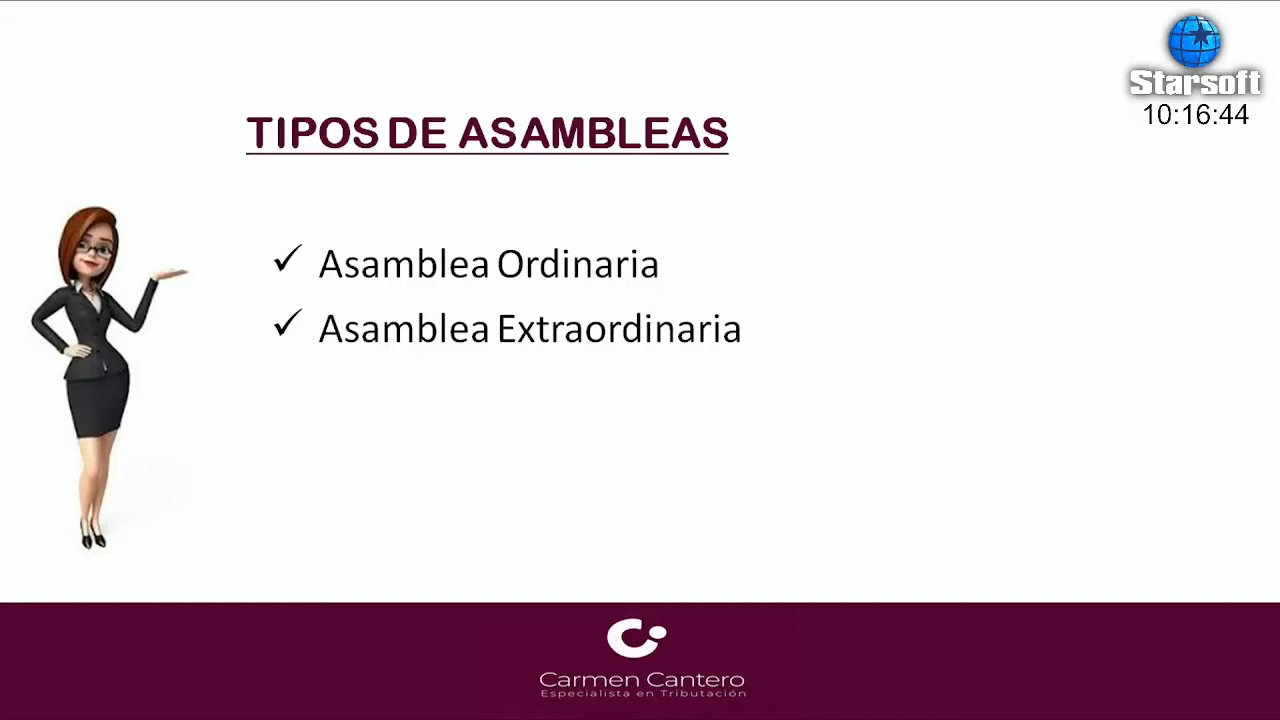 Starsoft
10:16:44
TIPOS DE ASAMBLEAS
✓ Asamblea Ordinaria
✓ Asamblea Extraordinaria
Carmen Cantero
Especialista en Tributación